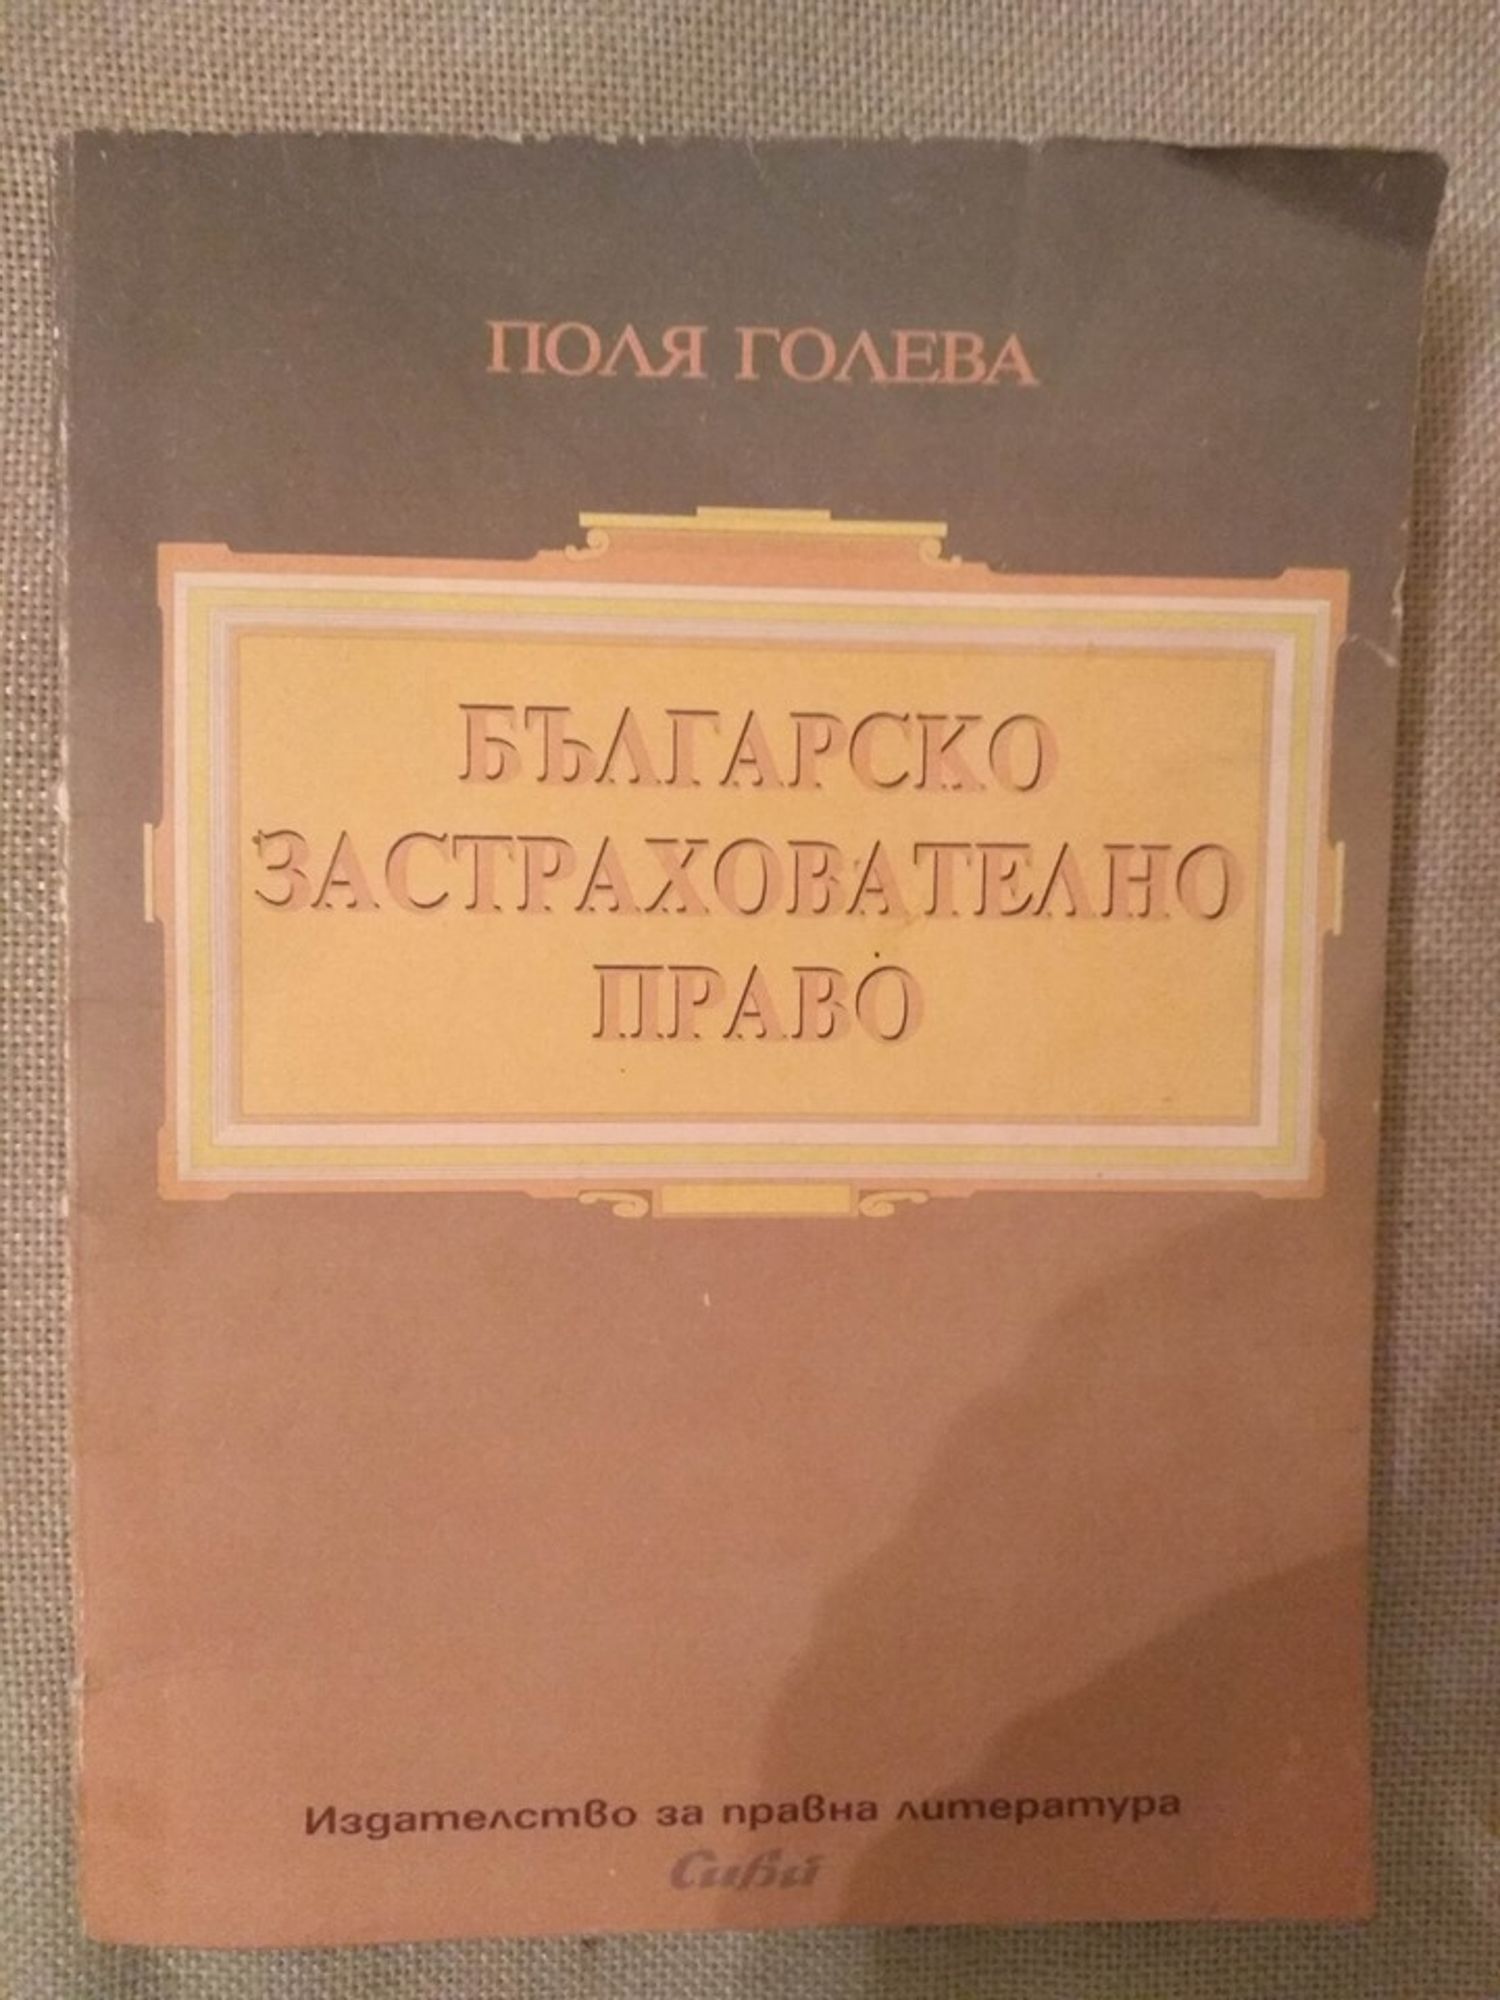 ПОЛЯ ГОЛЕВА
БЪЛГАРСКО
ЗАСТРАХОВАТЕЛНО
ПРАВО
Издателство за правна литература
Сиби